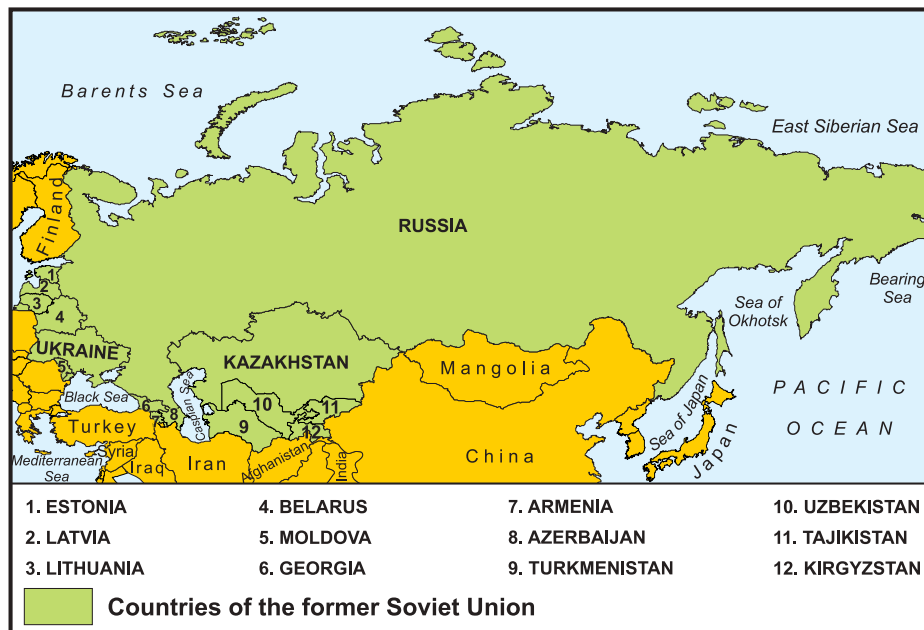 Barents Sea
East Siberian Sea
RUSSIA
Finland
1
2
3
4
Bearing
Sea
Sea of
Okhotsk
UKRAINE
KAZAKHSTAN
5
Mangolia
Black Sea
Caspian Sea
6
7
8
9
10
11
12
Sea of Japan
PACIFIC
OCEAN
Turkey
Syria
Iraq
Iran
Afghanistan
India
China
Japan
Mediterranean
Sea
1. ESTONIA 4. BELARUS 7. ARMENIA 10. UZBEKISTAN
2. LATVIA 5. MOLDOVA 8. AZERBAIJAN 11. TAJIKISTAN
3. LITHUANIA 6. GEORGIA 9. TURKMENISTAN 12. KIRGYZSTAN
Countries of the former Soviet Union